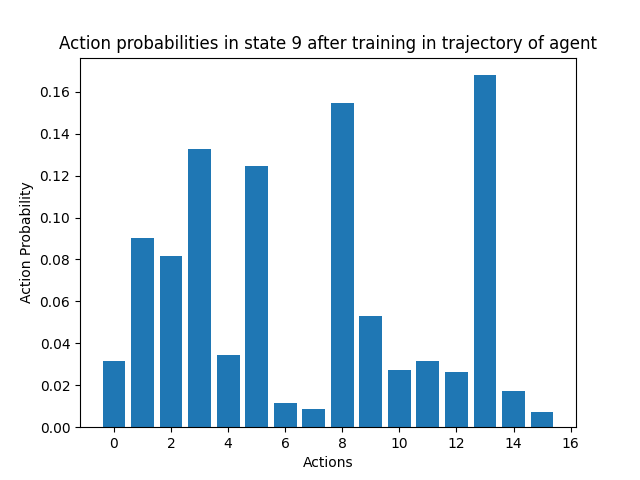 Action probabilities in state 9 after training in trajectory of agent
0.16
0.14
0.12
0.10
0.08
0.06
0.04
0.02
0.00
Action Probability
0 2 4 6 8 10 12 14 16
Actions